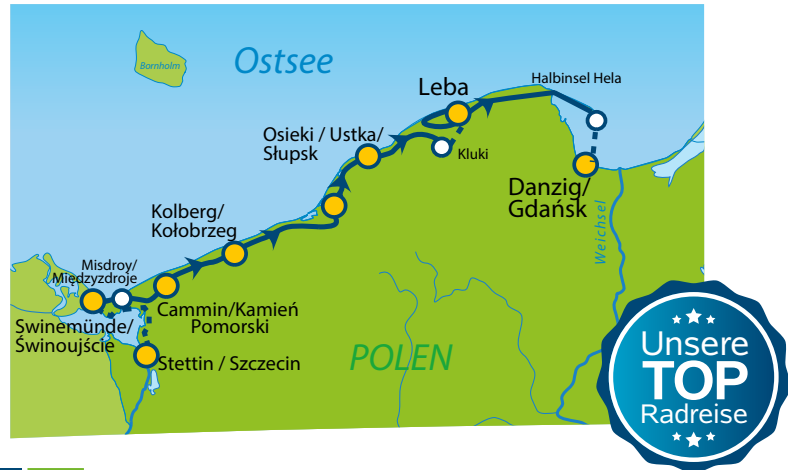 Bornholm
Ostsee
Leba
Halbinsel Hela
Osieki / Ustka/
Słupsk
Kluki
Danzig/
Gdańsk
Kolberg/
Kołobrzeg
Weichsel
Misdroy/
Międzyzdroje
Cammin/Kamień
Pomorski
Swinemünde/
Świnoujście
Stettin / Szczecin
POLEN
Unsere
TOP
Radreise